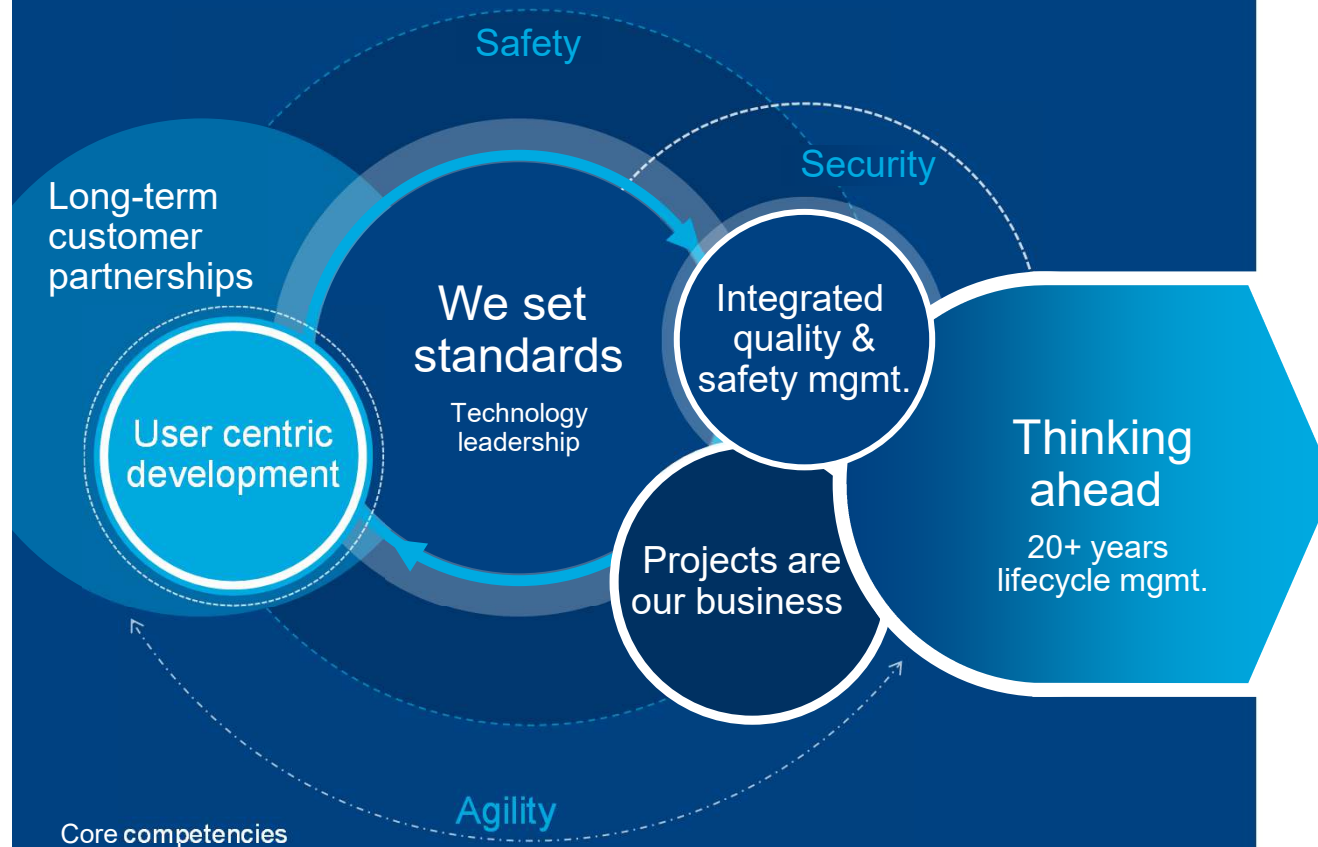 Safety
Security
Long-term
customer
partnerships
We set
standards
Technology
leadership
Integrated
quality &
safety mgmt.
User centric
development
Thinking
ahead
20+ years
lifecycle mgmt.
Projects are
our business
Agility
Core competencies